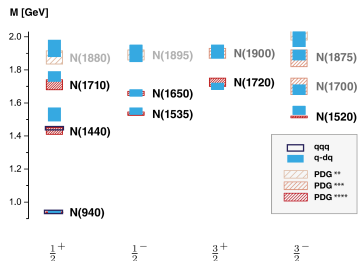 M [GeV]
2.0
N(1880) N(1895) N(1900) N(1875)
1.8
N(1710) N(1720) N(1700)
N(1650)
1.6
N(1535) N(1520)
1.4
N(1440)
qqq
q-dq
1.2
PDG **
PDG ***
PDG ****
1.0
N(940)
1/2⁺ 1/2⁻ 3/2⁺ 3/2⁻